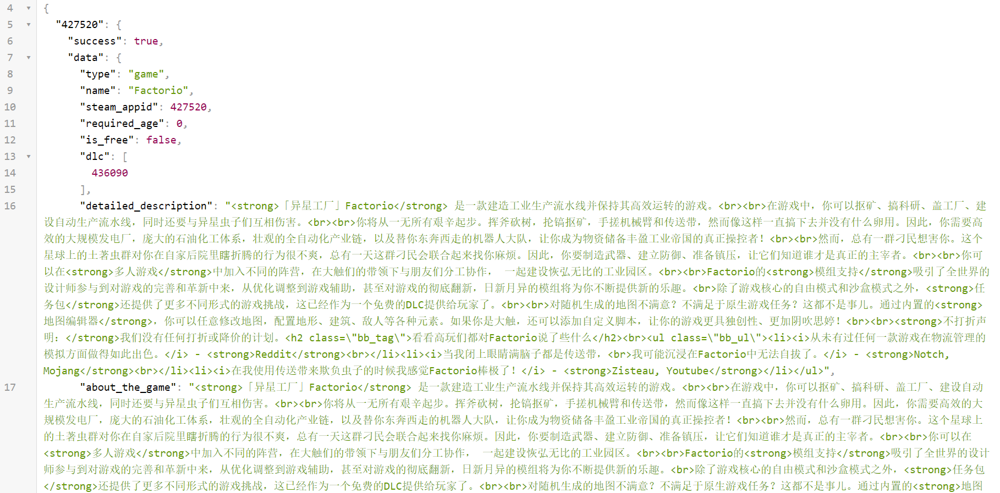 4 {
5 "427520": {
6 "success": true,
7 "data": {
8 "type": "game",
9 "name": "Factorio",
10 "steam_appid": 427520,
11 "required_age": 0,
12 "is_free": false,
13 "dlc": [
14 436090
15 ],
16 "detailed_description": "<strong>「异星工厂」Factorio</strong> 是一款建造工业生产流水线并保持其高效运转的游戏。<br><br>在游戏中，你可以抠矿、搞科研、盖工厂、建
设自动生产流水线，同时还要与异星虫子们互相伤害。<br><br>你将从一无所有艰辛起步。挥斧砍树，抡镐抠矿，手搓机械臂和传送带，然而像这样一直搞下去并没有什么卵用。因此，你需要高
效的大规模发电厂，庞大的石油化工体系，壮观的全自动化产业链，以及替你东奔西走的机器人大队，让你成为物资储备丰盈工业帝国的真正操控者！<br><br>然而，总有一群刁民想害你。这个
星球上的土著虫群对你在自家后院里瞎折腾的行为很不爽，总有一天这群刁民会联合起来找你麻烦。因此，你要制造武器、建立防御、准备镇压，让它们知道谁才是真正的主宰者。<br><br>你可
以在<strong>多人游戏</strong>中加入不同的阵营，在大触们的带领下与朋友们分工协作， 一起建设恢弘无比的工业园区。<br><br>Factorio的<strong>模组支持</strong>吸引了全世界的
设计师参与到对游戏的完善和革新中来，从优化调整到游戏辅助，甚至对游戏的彻底翻新，日新月异的模组将为你不断提供新的乐趣。<br>除了游戏核心的自由模式和沙盒模式之外，<strong>任
务包</strong>还提供了更多不同形式的游戏挑战，这已经作为一个免费的DLC提供给玩家了。<br><br>对随机生成的地图不满意？不满足于原生游戏任务？这都不是事儿。通过内置的<strong>
地图编辑器</strong>，你可以任意修改地图，配置地形、建筑、敌人等各种元素。如果你是大触，还可以添加自定义脚本，让你的游戏更具独创性、更加阴吹思婷！<br><br><strong>不打折声
明：</strong>我们没有任何打折或降价的计划。<h2 class=\"bb_tag\">看看高玩们都对Factorio说了些什么</h2><br><ul class=\"bb_ul\"><li><i>从未有过任何一款游戏在物流管理的
模拟方面做得如此出色。</i> - <strong>Reddit</strong><br></li><li><i>当我闭上眼睛满脑子都是传送带，<br>我可能沉浸在Factorio中无法自拔了。</i> - <strong>Notch,
Mojang</strong><br></li><li><i>在我使用传送带来欺负虫子的时候我感觉Factorio棒极了！</i> - <strong>Zisteau, Youtube</strong></li></ul>",
17 "about_the_game": "<strong>「异星工厂」Factorio</strong> 是一款建造工业生产流水线并保持其高效运转的游戏。<br><br>在游戏中，你可以抠矿、搞科研、盖工厂、建设自动
生产流水线，同时还要与异星虫子们互相伤害。<br><br>你将从一无所有艰辛起步。挥斧砍树，抡镐抠矿，手搓机械臂和传送带，然而像这样一直搞下去并没有什么卵用。因此，你需要高效的大
规模发电厂，庞大的石油化工体系，壮观的全自动化产业链，以及替你东奔西走的机器人大队，让你成为物资储备丰盈工业帝国的真正操控者！<br><br>然而，总有一群刁民想害你。这个星球上
的土著虫群对你在自家后院里瞎折腾的行为很不爽，总有一天这群刁民会联合起来找你麻烦。因此，你要制造武器、建立防御、准备镇压，让它们知道谁才是真正的主宰者。<br><br>你可以在
<strong>多人游戏</strong>中加入不同的阵营，在大触们的带领下与朋友们分工协作， 一起建设恢弘无比的工业园区。<br><br>Factorio的<strong>模组支持</strong>吸引了全世界的设计
师参与到对游戏的完善和革新中来，从优化调整到游戏辅助，甚至对游戏的彻底翻新，日新月异的模组将为你不断提供新的乐趣。<br>除了游戏核心的自由模式和沙盒模式之外，<strong>任务包
</strong>还提供了更多不同形式的游戏挑战，这已经作为一个免费的DLC提供给玩家了。<br><br>对随机生成的地图不满意？不满足于原生游戏任务？这都不是事儿。通过内置的<strong>地图